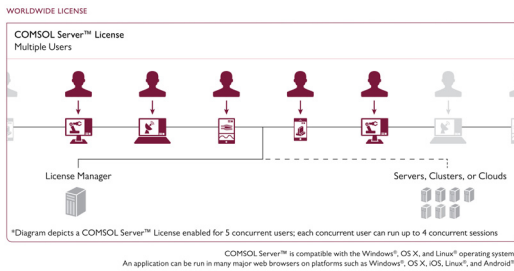 WORLDWIDE LICENSE
COMSOL Server™ License
Multiple Users
License Manager
Servers, Clusters, or Clouds
*Diagram depicts a COMSOL Server™ License enabled for 5 concurrent users; each concurrent user can run up to 4 concurrent sessions
COMSOL Server™ is compatible with the Windows®, OS X, and Linux® operating system
An application can be run in many major web browsers on platforms such as Windows®, OS X, iOS, Linux®, and Android®